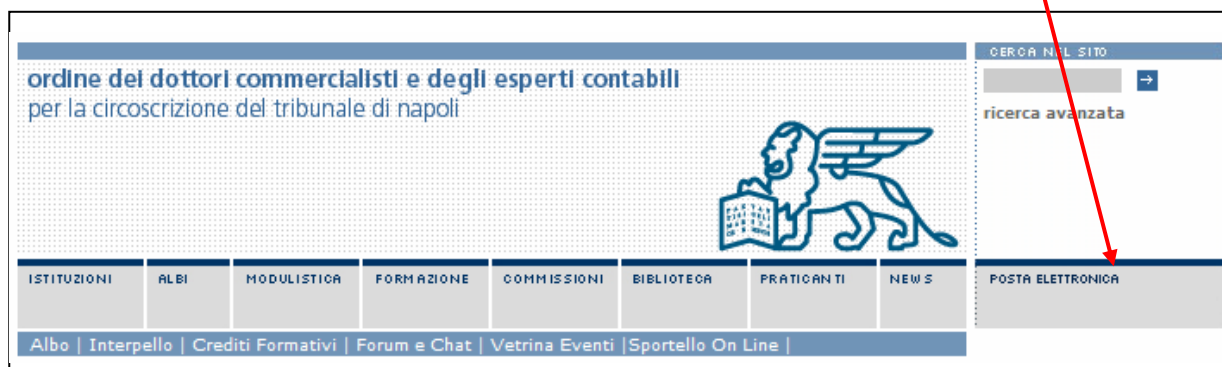 CERCA NEL SITO
ordine dei dottori commercialisti e degli esperti contabili
per la circoscrizione del tribunale di napoli
ricerca avanzata
ISTITUZIONI ALBI MODULISTICA FORMAZIONE COMMISSIONI BIBLIOTECA PRATICANTI NEWS POSTA ELETTRONICA
Albo | Interpello | Crediti Formativi | Forum e Chat | Vetrina Eventi |Sportello On Line |